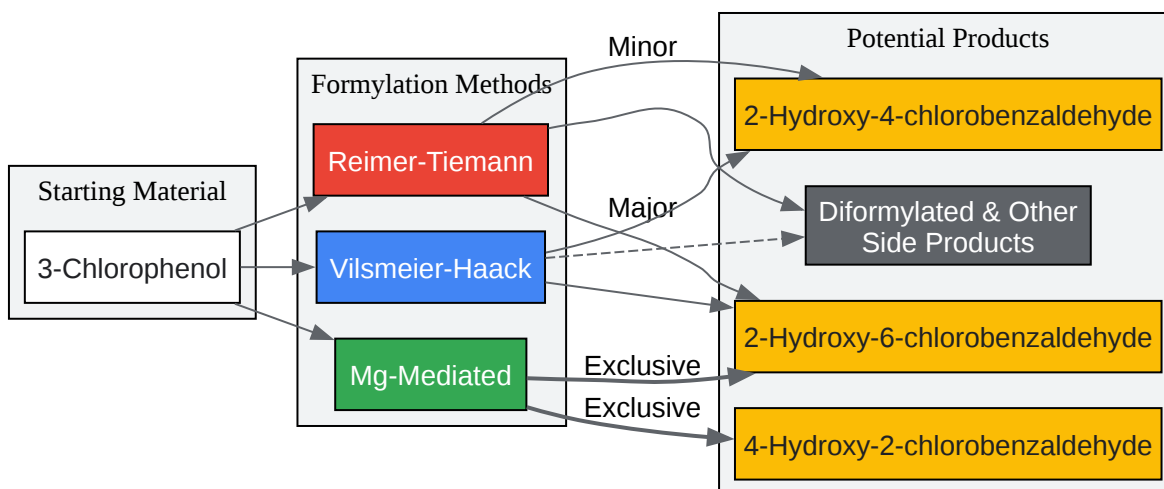 Starting Material
3-Chlorophenol
Formylation Methods
Reimer-Tiemann
Vilsmeier-Haack
Mg-Mediated
Minor
Major
Exclusive
Exclusive
Potential Products
2-Hydroxy-4-chlorobenzaldehyde
Diformylated & Other
Side Products
2-Hydroxy-6-chlorobenzaldehyde
4-Hydroxy-2-chlorobenzaldehyde